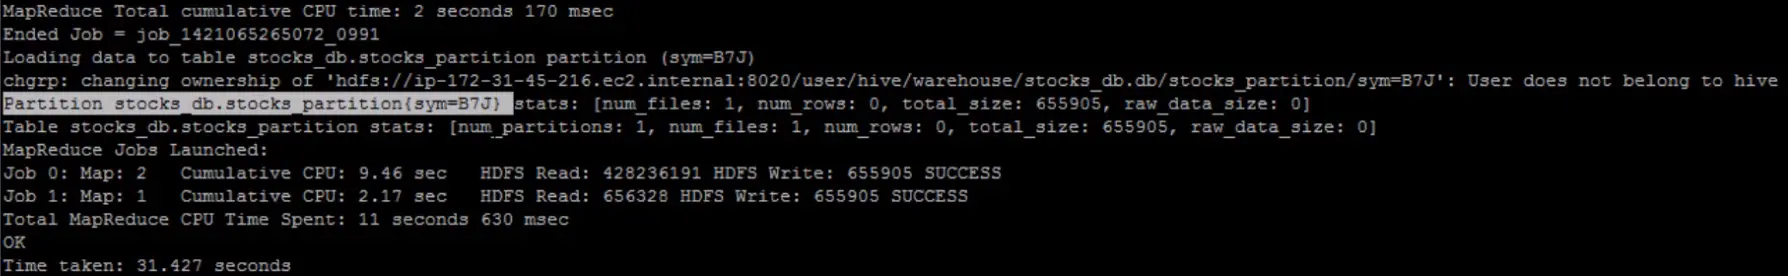 MapReduce Total cumulative CPU time: 2 seconds 170 msec
Ended Job = job_1421065265072_0991
Loading data to table stocks_db.stocks_partition partition (sym=B7J)
chgrp: changing ownership of 'hdfs://ip-172-31-45-216.ec2.internal:8020/user/hive/warehouse/stocks_db.db/stocks_partition/sym=B7J': User does not belong to hive
Partition stocks_db.stocks_partition{sym=B7J} stats: [num_files: 1, num_rows: 0, total_size: 655905, raw_data_size: 0]
Table stocks_db.stocks_partition stats: [num_partitions: 1, num_files: 1, num_rows: 0, total_size: 655905, raw_data_size: 0]
MapReduce Jobs Launched:
Job 0: Map: 2   Cumulative CPU: 9.46 sec   HDFS Read: 428236191 HDFS Write: 655905 SUCCESS
Job 1: Map: 1   Cumulative CPU: 2.17 sec   HDFS Read: 656328 HDFS Write: 655905 SUCCESS
Total MapReduce CPU Time Spent: 11 seconds 630 msec
OK
Time taken: 31.427 seconds